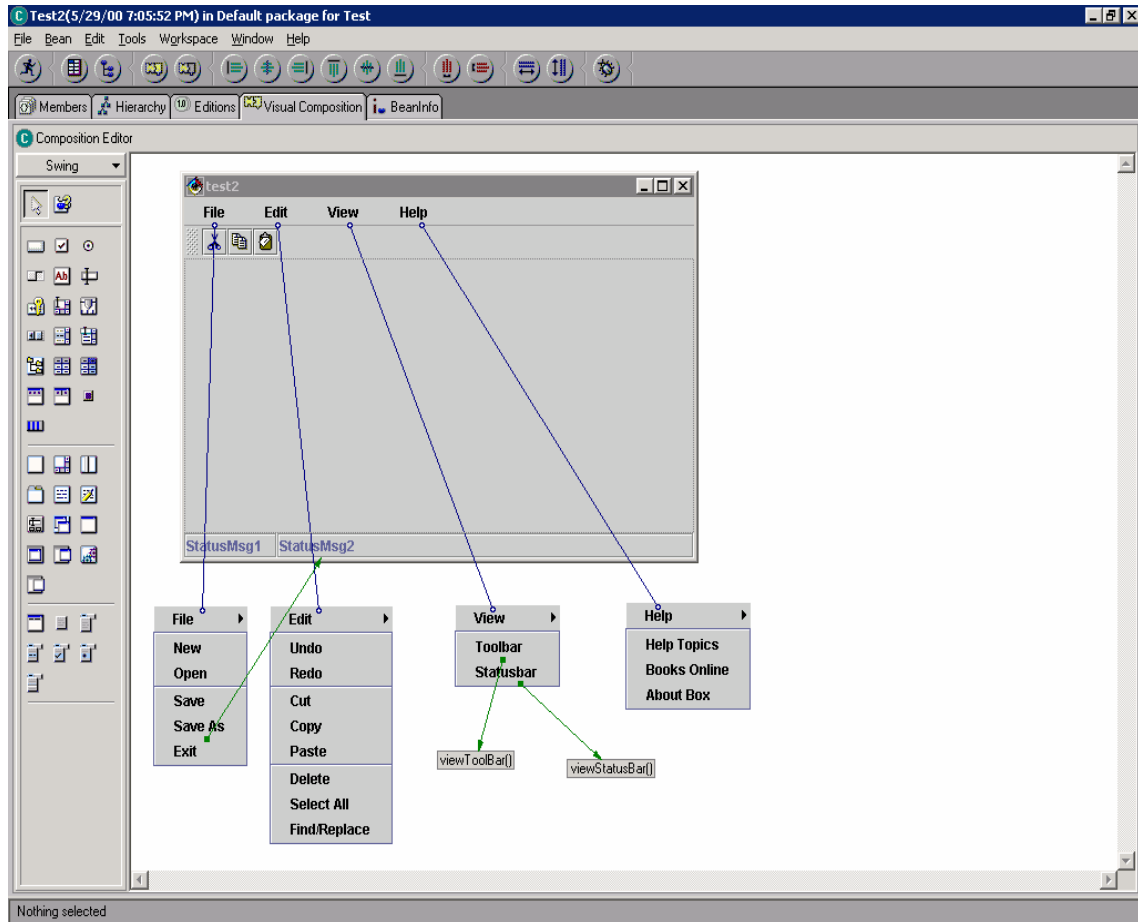 Test2(5/29/00 7:05:52 PM) in Default package for Test
File Bean Edit Tools Workspace Window Help
Members Hierarchy 1.0 Editions Visual Composition BeanInfo
Composition Editor
Swing
test2
File Edit View Help
Ab
StatusMsg1 StatusMsg2
File
New
Open
Save
Save As
Exit
Edit
Undo
Redo
Cut
Copy
Paste
Delete
Select All
Find/Replace
View
Toolbar
Statusbar
Help
Help Topics
Books Online
About Box
viewToolBar()
viewStatusBar()
Nothing selected